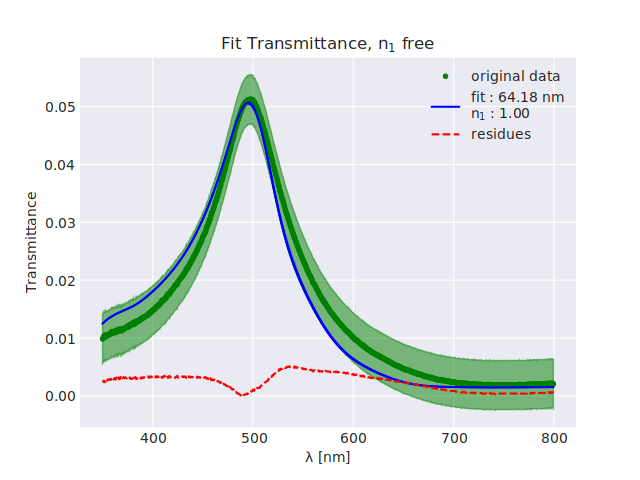 Fit Transmittance, n₁ free
original data
fit : 64.18 nm
n₁ : 1.00
residues
0.05
0.04
0.03
0.02
0.01
0.00
Transmittance
400
500
600
700
800
λ [nm]